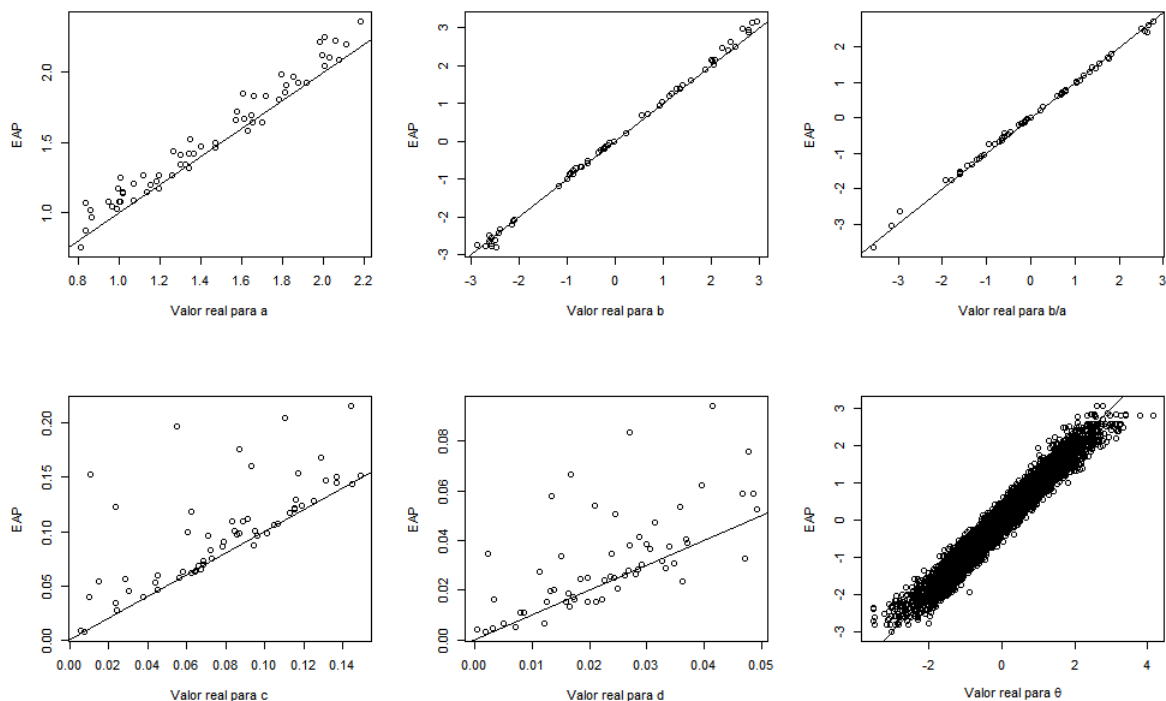 EAP
1.0
1.5
2.0
0.8 1.0 1.2 1.4 1.6 1.8 2.0 2.2
Valor real para a
EAP
-3 -2 -1 0 1 2 3
-3 -2 -1 0 1 2 3
Valor real para b
EAP
-3 -2 -1 0 1 2
-3 -2 -1 0 1 2 3
Valor real para b/a
EAP
0.00 0.05 0.10 0.15 0.20
0.00 0.02 0.04 0.06 0.08 0.10 0.12 0.14
Valor real para c
EAP
0.00 0.02 0.04 0.06 0.08
0.00 0.01 0.02 0.03 0.04 0.05
Valor real para d
EAP
-3 -2 -1 0 1 2 3
-2 0 2 4
Valor real para θ